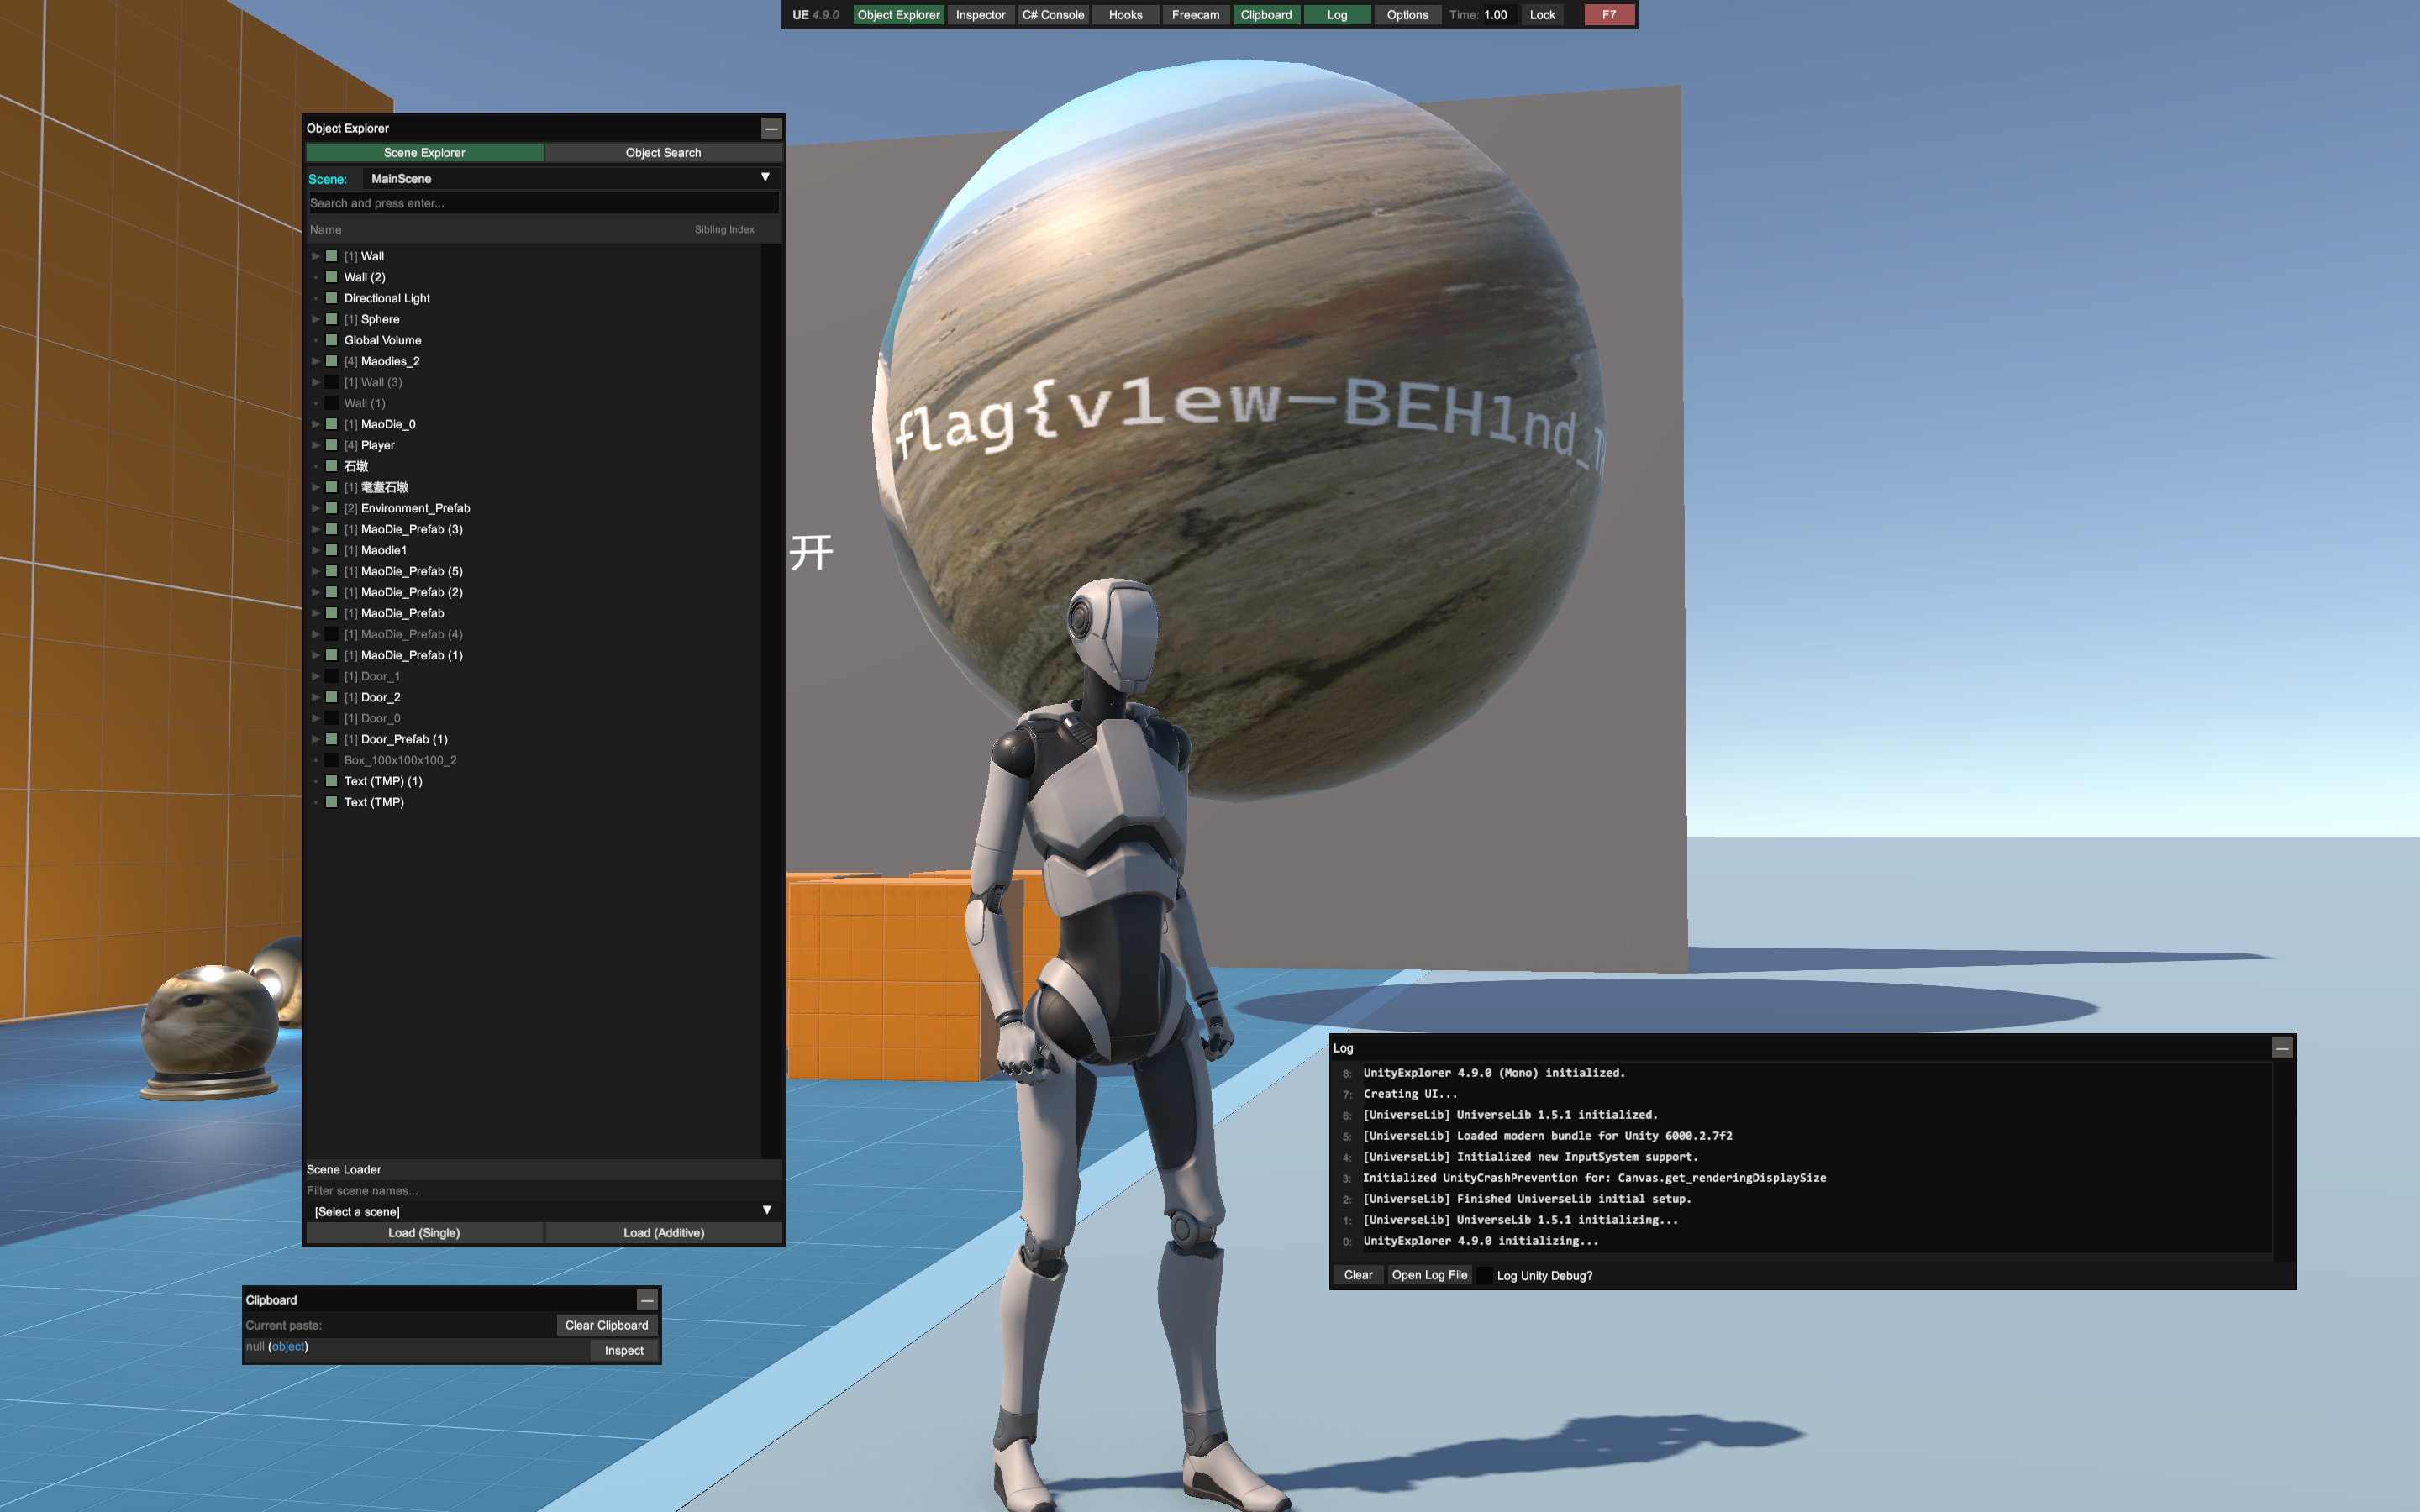 UE 4.9.0 Object Explorer Inspector C# Console Hooks Freecam Clipboard Log Options Time: 1.00 Lock F7
Object Explorer
Scene Explorer Object Search
Scene: MainScene
Search and press enter...
Name Sibling Index
[1] Wall
Wall (2)
Directional Light
[1] Sphere
Global Volume
[4] Maodies_2
[1] Wall (3)
Wall (1)
[1] MaoDie_0
[4] Player
石墩
[1] 耄耋石墩
[2] Environment_Prefab
[1] MaoDie_Prefab (3)
[1] Maodie1
[1] MaoDie_Prefab (5)
[1] MaoDie_Prefab (2)
[1] MaoDie_Prefab
[1] MaoDie_Prefab (4)
[1] MaoDie_Prefab (1)
[1] Door_1
[1] Door_2
[1] Door_0
[1] Door_Prefab (1)
Box_100x100x100_2
Text (TMP) (1)
Text (TMP)
Scene Loader
Filter scene names...
[Select a scene]
Load (Single) Load (Additive)
flag{v1ew—BEH1nd_
开
Clipboard
Current paste: Clear Clipboard
null (object) Inspect
Log
8: UnityExplorer 4.9.0 (Mono) initialized.
7: Creating UI...
6: [UniverseLib] UniverseLib 1.5.1 initialized.
5: [UniverseLib] Loaded modern bundle for Unity 6000.2.7f2
4: [UniverseLib] Initialized new InputSystem support.
3: Initialized UnityCrashPrevention for: Canvas.get_renderingDisplaySize
2: [UniverseLib] Finished UniverseLib initial setup.
1: [UniverseLib] UniverseLib 1.5.1 initializing...
0: UnityExplorer 4.9.0 initializing...
Clear Open Log File Log Unity Debug?